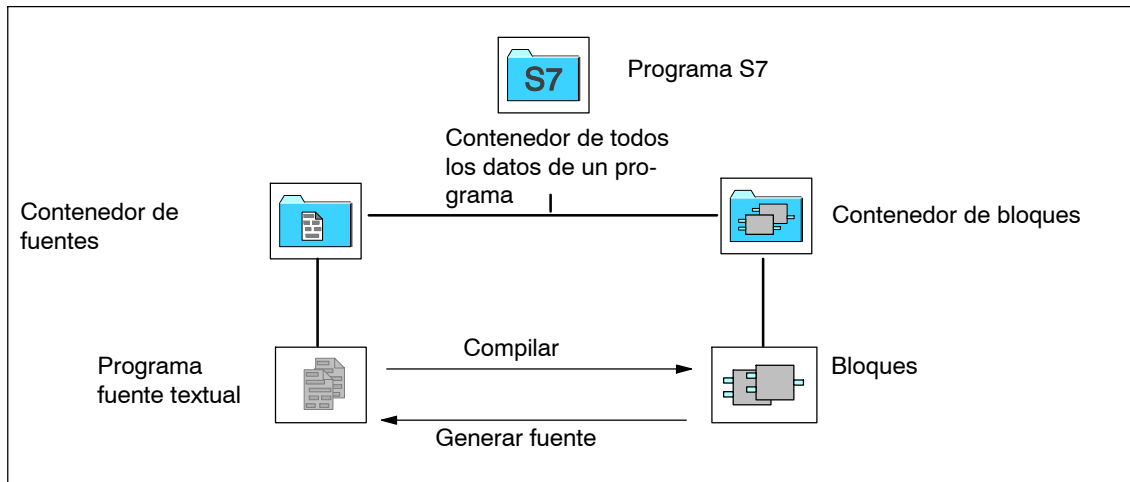 S7
Programa S7
Contenedor de todos
los datos de un pro-
grama
Contenedor de
fuentes
Contenedor de bloques
Programa
fuente textual
Compilar
Bloques
Generar fuente